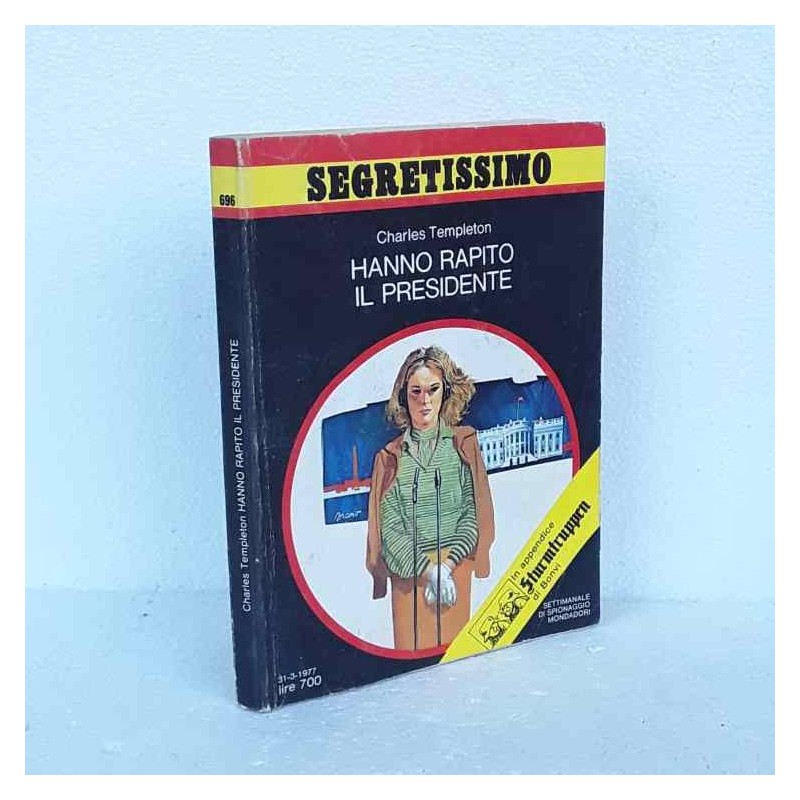 696
SEGRETISSIMO
Charles Templeton
HANNO RAPITO
IL PRESIDENTE
Charles Templeton HANNO RAPITO IL PRESIDENTE
In appendice
Sturmtruppen
di Bonvi
SETTIMANALE
DI SPIONAGGIO
MONDADORI
31-3-1977
lire 700